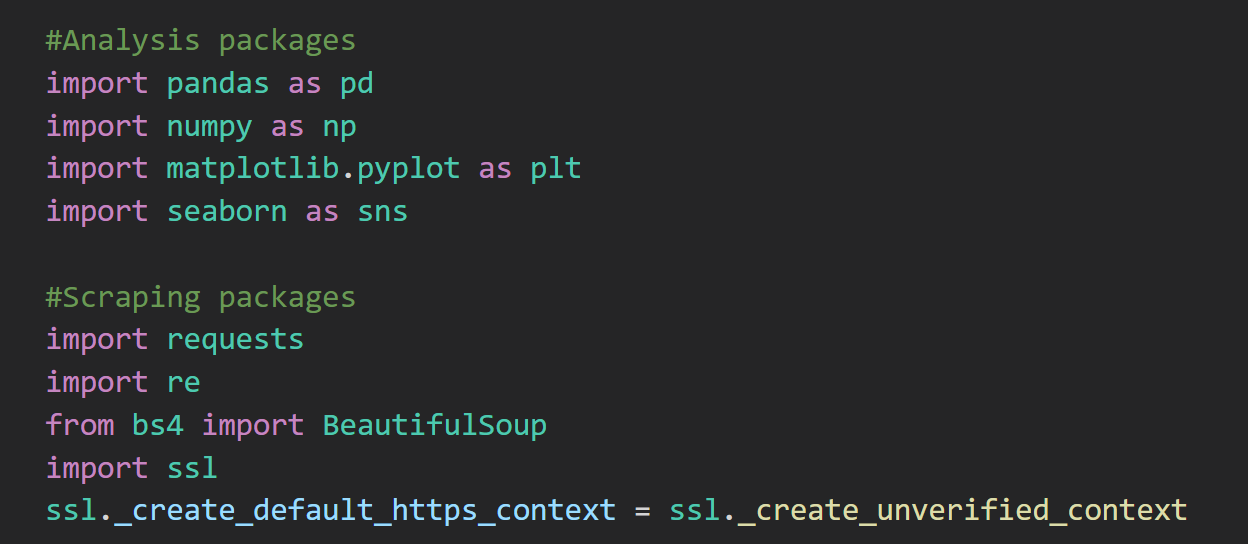 #Analysis packages
import pandas as pd
import numpy as np
import matplotlib.pyplot as plt
import seaborn as sns

#Scraping packages
import requests
import re
from bs4 import BeautifulSoup
import ssl
ssl._create_default_https_context = ssl._create_unverified_context